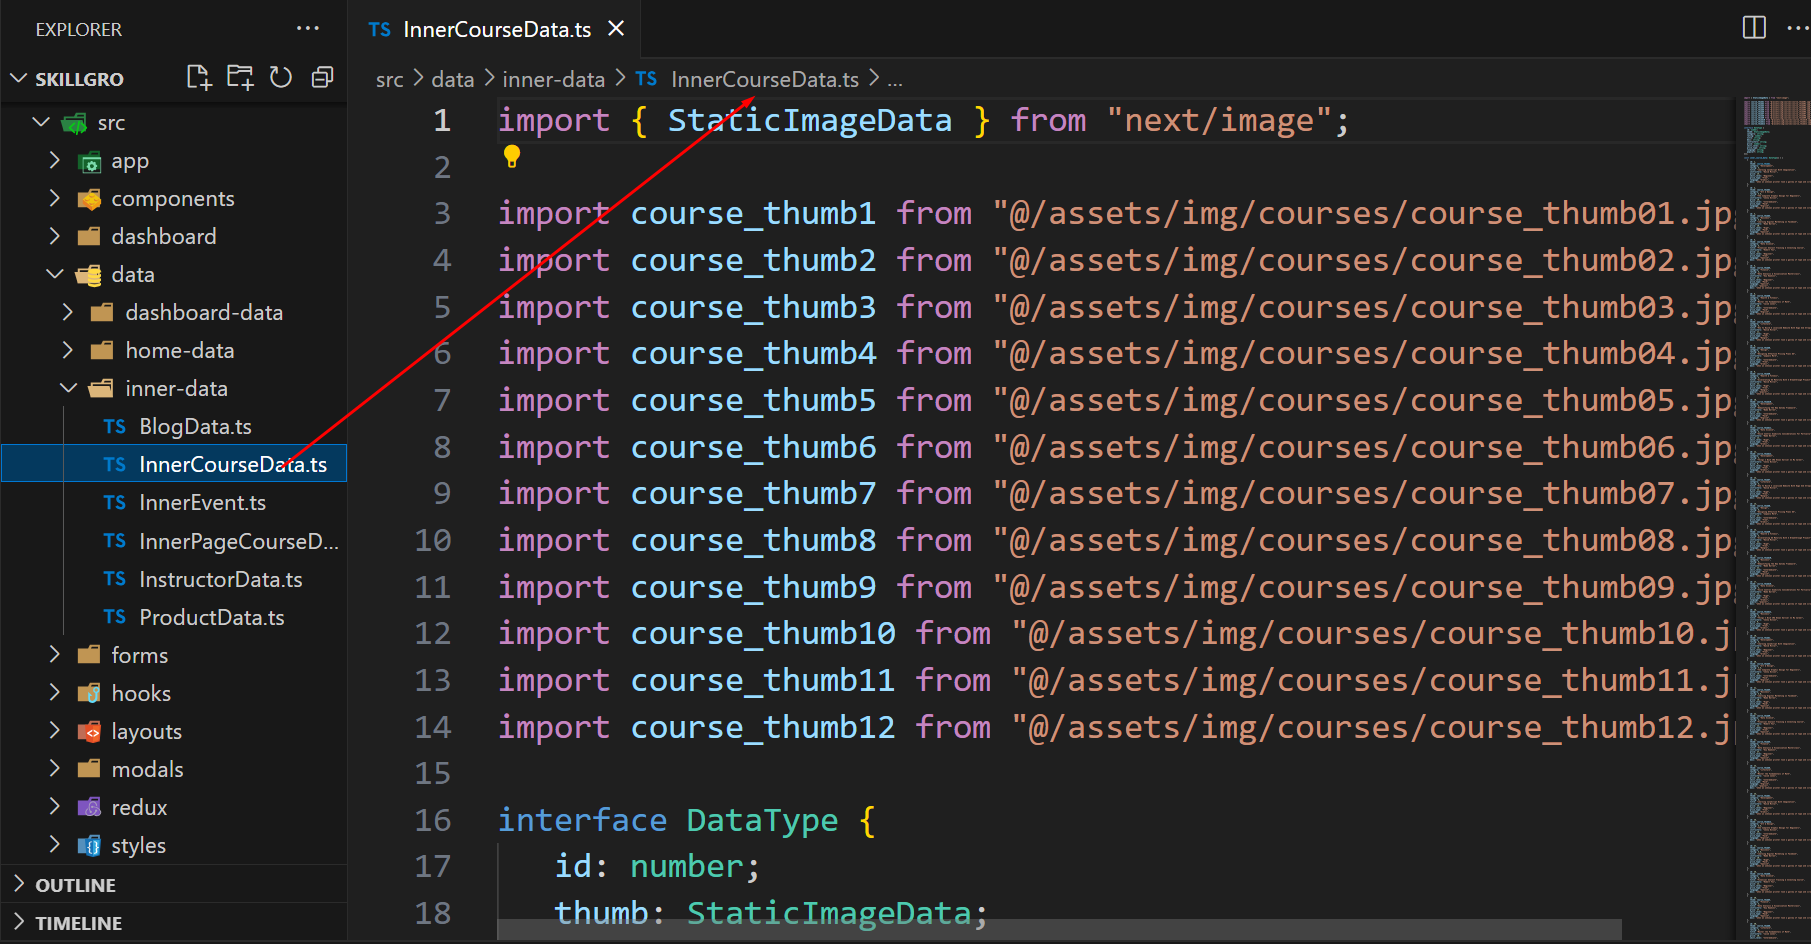 EXPLORER
SKILLGRO
src
app
components
dashboard
data
dashboard-data
home-data
inner-data
TS BlogData.ts
TS InnerCourseData.ts
TS InnerEvent.ts
TS InnerPageCourseD...
TS InstructorData.ts
TS ProductData.ts
forms
hooks
layouts
modals
redux
styles
OUTLINE
TIMELINE
TS InnerCourseData.ts
src > data > inner-data > TS InnerCourseData.ts > ...
1 import { StaticImageData } from "next/image";
2
3 import course_thumb1 from "@/assets/img/courses/course_thumb01.jp
4 import course_thumb2 from "@/assets/img/courses/course_thumb02.jp
5 import course_thumb3 from "@/assets/img/courses/course_thumb03.jp
6 import course_thumb4 from "@/assets/img/courses/course_thumb04.jp
7 import course_thumb5 from "@/assets/img/courses/course_thumb05.jp
8 import course_thumb6 from "@/assets/img/courses/course_thumb06.jp
9 import course_thumb7 from "@/assets/img/courses/course_thumb07.jp
10 import course_thumb8 from "@/assets/img/courses/course_thumb08.jp
11 import course_thumb9 from "@/assets/img/courses/course_thumb09.jp
12 import course_thumb10 from "@/assets/img/courses/course_thumb10.j
13 import course_thumb11 from "@/assets/img/courses/course_thumb11.j
14 import course_thumb12 from "@/assets/img/courses/course_thumb12.j
15
16 interface DataType {
17 id: number;
18 thumb: StaticImageData;